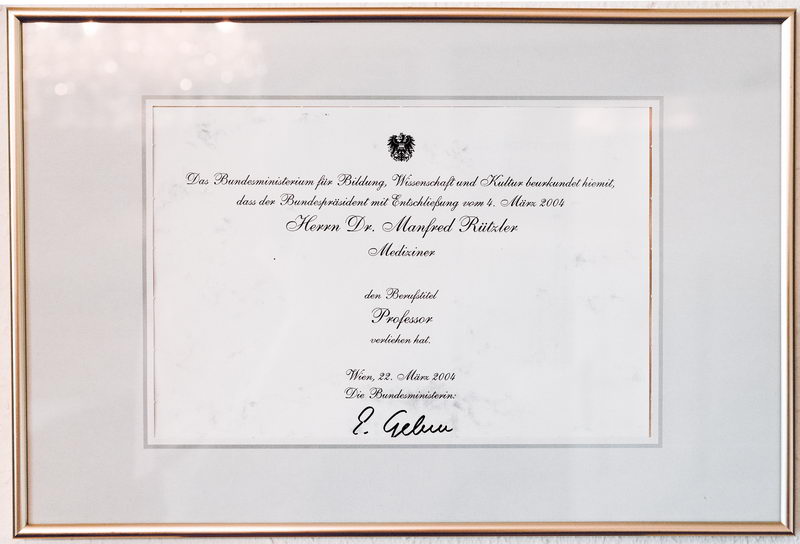 Das Bundesministerium für Bildung, Wissenschaft und Kultur beurkundet hiemit,
dass der Bundespräsident mit Entschließung vom 4. März 2004
Herrn Dr. Manfred Rützler
Mediziner
den Berufstitel
Professor
verliehen hat.
Wien, 22. März 2004
Die Bundesministerin:
E. Gehrer